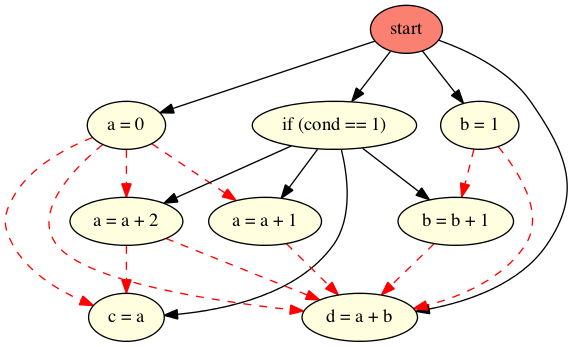 start
a = 0
if (cond == 1)
b = 1
a = a + 2
a = a + 1
b = b + 1
c = a
d = a + b